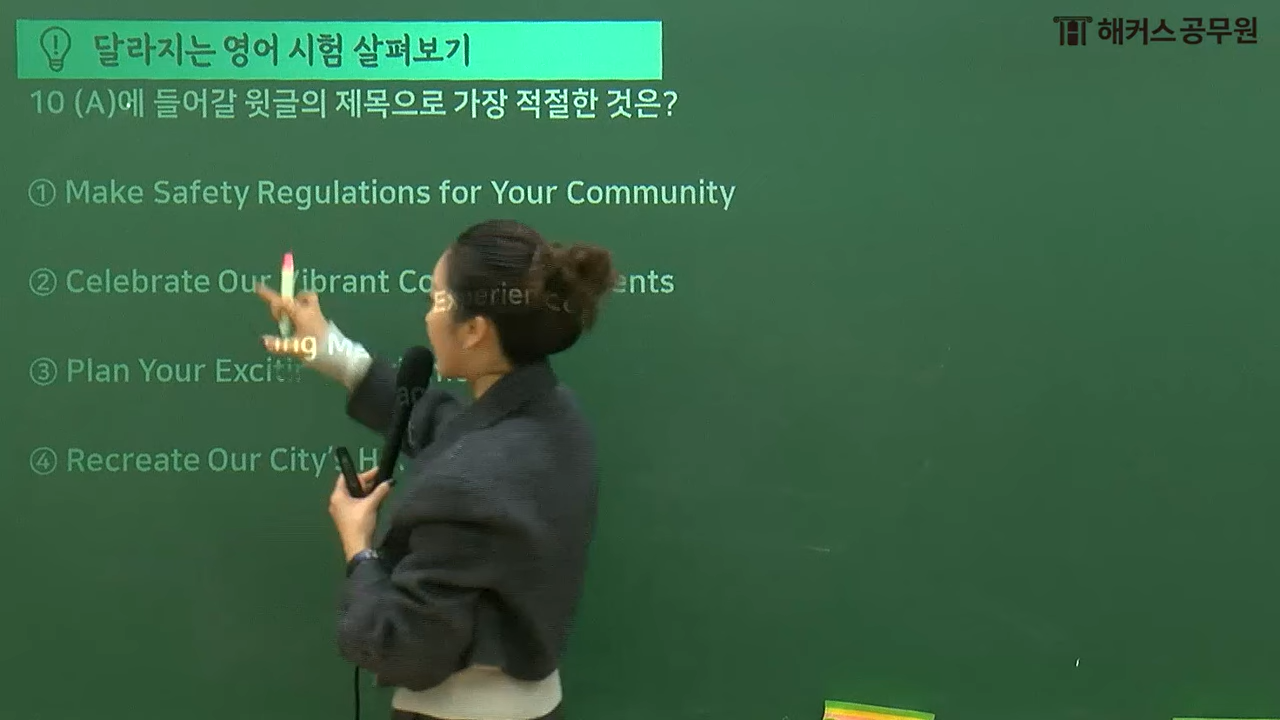 해커스공무원
달라지는 영어 시험 살펴보기
10 (A)에 들어갈 윗글의 제목으로 가장 적절한 것은?
① Make Safety Regulations for Your Community
② Celebrate Our Vibrant
③ Plan Your
④ Recreate Our City's